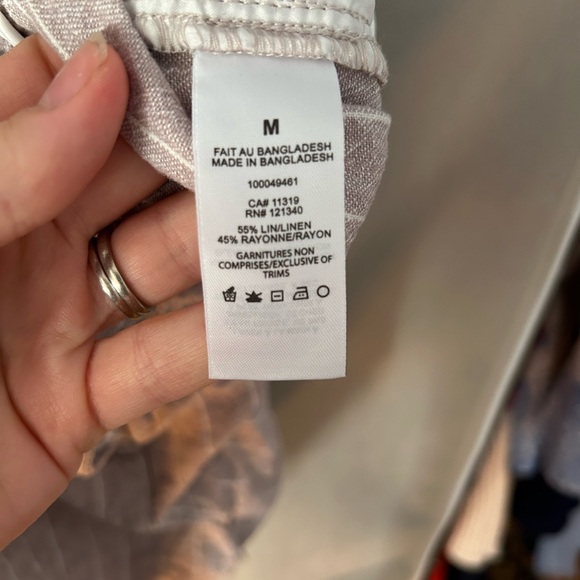 M
FAIT AU BANGLADESH
MADE IN BANGLADESH
100049461
CA# 11319
RN# 121340
55% LIN/LINEN
45% RAYONNE/RAYON
GARNITURES NON
COMPRISES/EXCLUSIVE OF
TRIMS